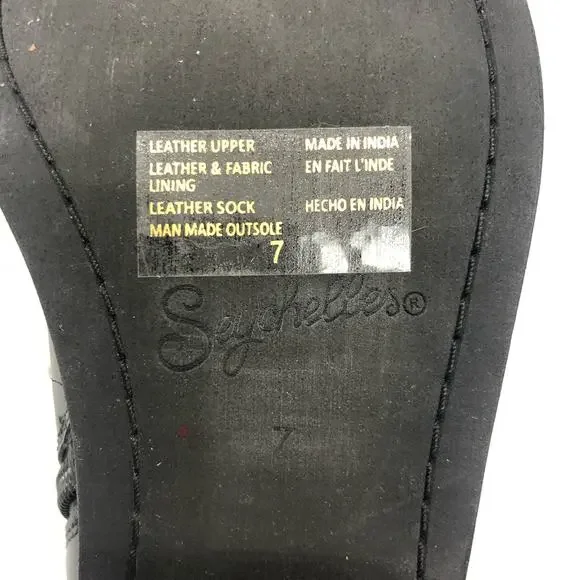 LEATHER UPPER MADE IN INDIA
LEATHER & FABRIC EN FAIT L'INDE
LINING
LEATHER SOCK HECHO EN INDIA
MAN MADE OUTSOLE
7
Seychelles®
7